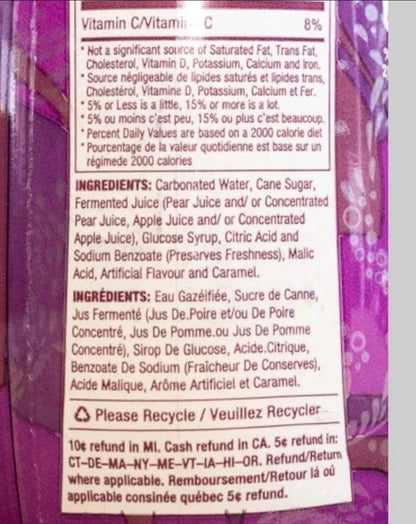 Vitamin C/Vitami C 8%
* Not a significant source of Saturated Fat, Trans Fat,
Cholesterol, Vitamin D, Potassium, Calcium and Iron.
* Source négligeable de lipides saturés et lipides trans,
Cholestérol, Vitamine D, Potassium, Calcium et Fer.
* 5% or Less is a little, 15% or more is a lot.
* 5% ou moins c'est peu, 15% ou plus c'est beaucoup.
* Percent Daily Values are based on a 2000 calorie diet
* Pourcentage de la valeur quotidienne est base sur un
régimede 2000 calories
INGREDIENTS: Carbonated Water, Cane Sugar,
Fermented Juice (Pear Juice and/ or Concentrated
Pear Juice, Apple Juice and/ or Concentrated
Apple Juice), Glucose Syrup, Citric Acid and
Sodium Benzoate (Presarves Freshness), Malic
Acid, Artificial Flavour and Caramel.
INGRÉDIENTS: Eau Gazéifiée, Sucre de Canne,
Jus Fermenté (Jus De.Poire et/ou De Poire
Concentré, Jus De Pomme.ou Jus De Pomme
Concentré), Sirop De Glucose, Acide.Citrique,
Benzoate De Sodium (Fraîcheur De Conserves),
Acide Malique, Arôme Artificiel et Caramel.
Please Recycle / Veuillez Recycler
10¢ refund in MI. Cash refund in CA. 5¢ refund in:
CT–DE–MA–NY–ME–VT–IA–HI–OR. Refund/Return
where applicable. Remboursement/Retour lá oú
applicable consinée québec 5¢ refund.